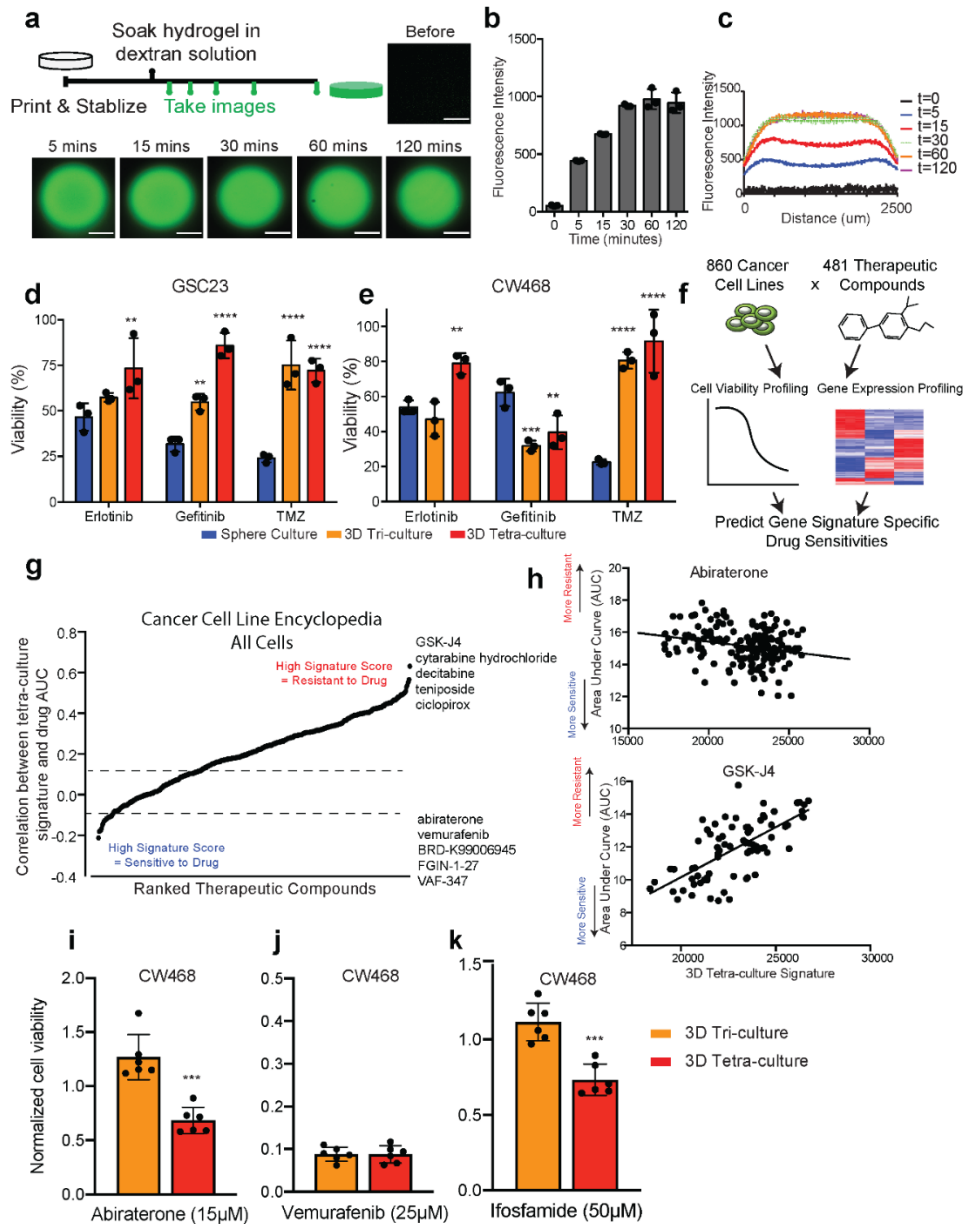 a
Soak hydrogel in
dextran solution
Before
Print & Stablize
Take images
5 mins
15 mins
30 mins
60 mins
120 mins
b
Fluorescence Intensity
1500
1000
500
0
0
5
15
30
60
120
Time (minutes)
c
Fluorescence Intensity
1500
1000
500
0
0
2500
Distance (um)
t=0
t=5
t=15
t=30
t=60
t=120
d
GSC23
Viability (%)
100
75
50
25
0
**
**
****
****
****
Erlotinib
Gefitinib
TMZ
e
CW468
Viability (%)
100
80
60
40
20
0
**
***
**
****
****
Erlotinib
Gefitinib
TMZ
Sphere Culture
3D Tri-culture
3D Tetra-culture
f
860 Cancer
Cell Lines
x
481 Therapeutic
Compounds
Cell Viability Profiling
Gene Expression Profiling
Predict Gene Signature Specific
Drug Sensitivities
g
Cancer Cell Line Encyclopedia
All Cells
Correlation between tetra-culture
signature and drug AUC
0.8
0.6
0.4
0.2
0.0
-0.2
-0.4
High Signature Score
= Resistant to Drug
GSK-J4
cytarabine hydrochloride
decitabine
teniposide
ciclopirox
High Signature Score
= Sensitive to Drug
abiraterone
vemurafenib
BRD-K99006945
FGIN-1-27
VAF-347
Ranked Therapeutic Compounds
h
Abiraterone
More Resistant
More Sensitive
Area Under Curve (AUC)
20
19
18
17
16
15
14
13
12
11
10
15000
20000
25000
30000
GSK-J4
More Resistant
More Sensitive
Area Under Curve (AUC)
16
14
13
12
11
10
8
6
20000
25000
30000
3D Tetra-culture Signature
i
CW468
Normalized cell viability
2.0
1.5
1.0
0.5
0.0
***
Abiraterone (15µM)
j
CW468
0.5
0.4
0.3
0.2
0.1
0.0
Vemurafenib (25µM)
k
CW468
1.5
1.0
0.5
0.0
***
Ifosfamide (50µM)
3D Tri-culture
3D Tetra-culture